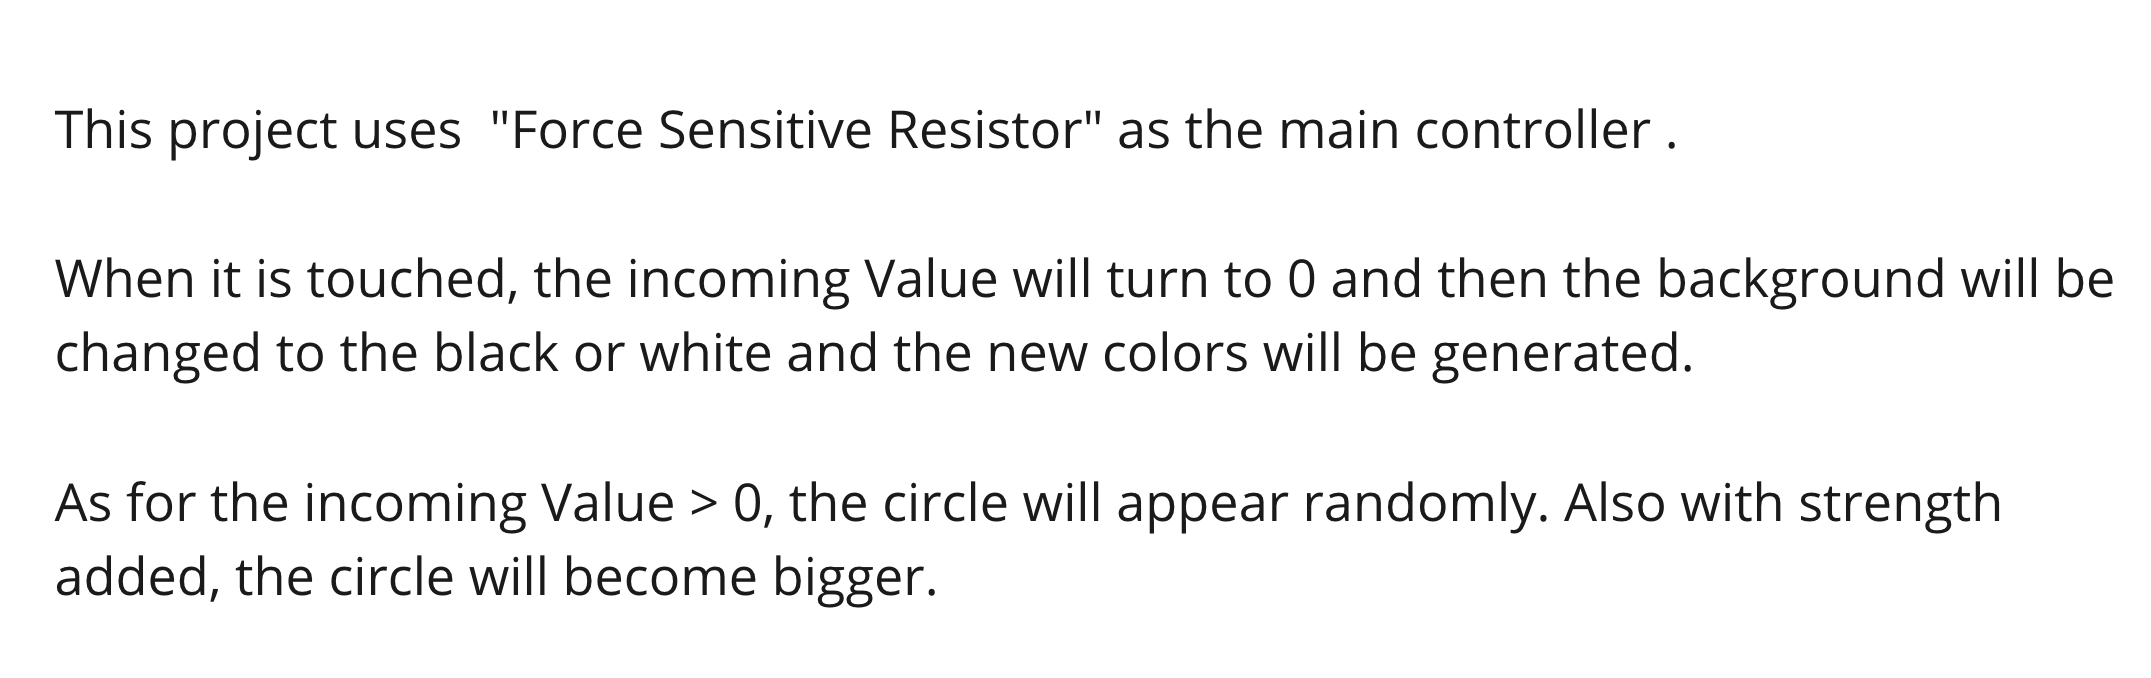 This project uses  "Force Sensitive Resistor" as the main controller .
When it is touched, the incoming Value will turn to 0 and then the background will be
changed to the black or white and the new colors will be generated.
As for the incoming Value > 0, the circle will appear randomly. Also with strength
added, the circle will become bigger.